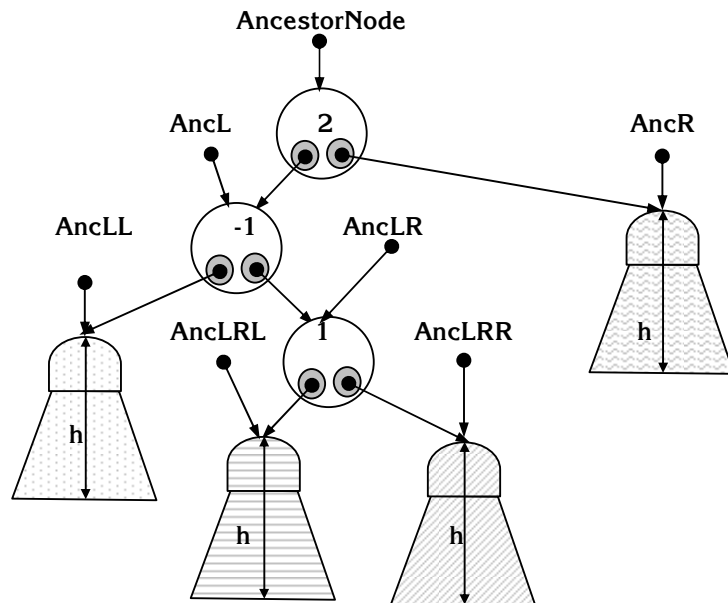 AncestorNode
2
AncL
AncR
-1
AncLL
AncLR
AncLRL
1
AncLRR
h
h
h
h